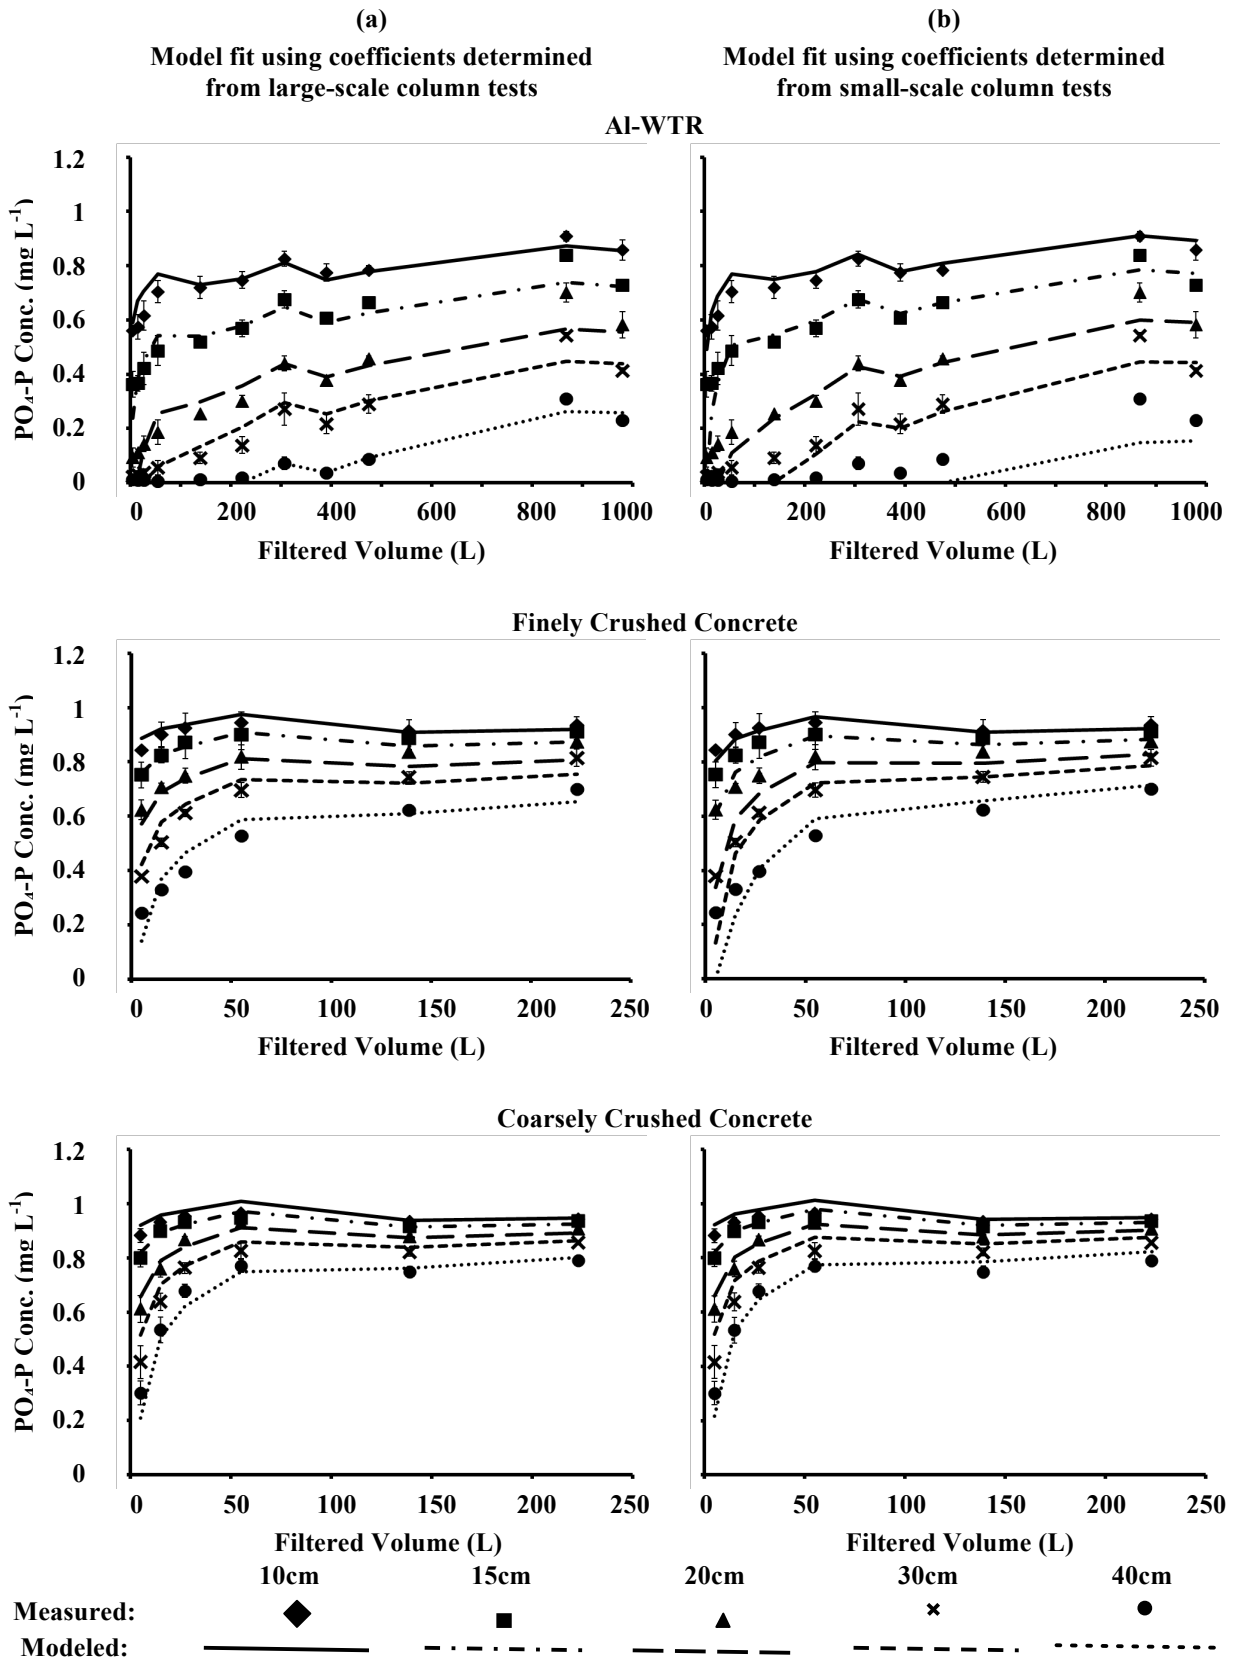 (a) (b)
Model fit using coefficients determined Model fit using coefficients determined
from large-scale column tests from small-scale column tests
Al-WTR
PO4-P Conc. (mg L-1)
1.2
1
0.8
0.6
0.4
0.2
0
0 200 400 600 800 1000 0 200 400 600 800 1000
Filtered Volume (L) Filtered Volume (L)
Finely Crushed Concrete
PO4-P Conc. (mg L-1)
1.2
1
0.8
0.6
0.4
0.2
0
0 50 100 150 200 250 0 50 100 150 200 250
Filtered Volume (L) Filtered Volume (L)
Coarsely Crushed Concrete
PO4-P Conc. (mg L-1)
1.2
1
0.8
0.6
0.4
0.2
0
0 50 100 150 200 250 0 50 100 150 200 250
Filtered Volume (L) Filtered Volume (L)
10cm 15cm 20cm 30cm 40cm
Measured:
Modeled: